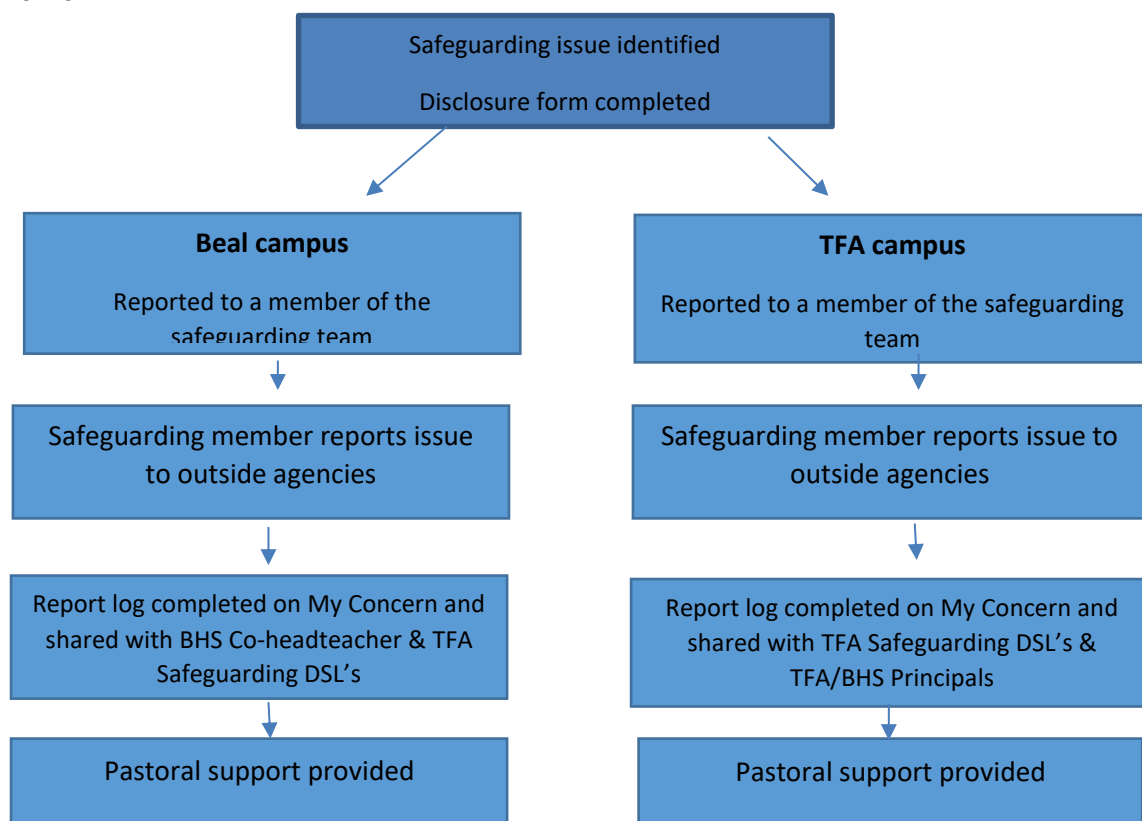 Safeguarding issue identified
Disclosure form completed
Beal campus
Reported to a member of the
safeguarding team
TFA campus
Reported to a member of the safeguarding
team
Safeguarding member reports issue
to outside agencies
Safeguarding member reports issue to
outside agencies
Report log completed on My Concern and
shared with BHS Co-headteacher & TFA
Safeguarding DSL’s
Report log completed on My Concern and
shared with TFA Safeguarding DSL’s &
TFA/BHS Principals
Pastoral support provided
Pastoral support provided